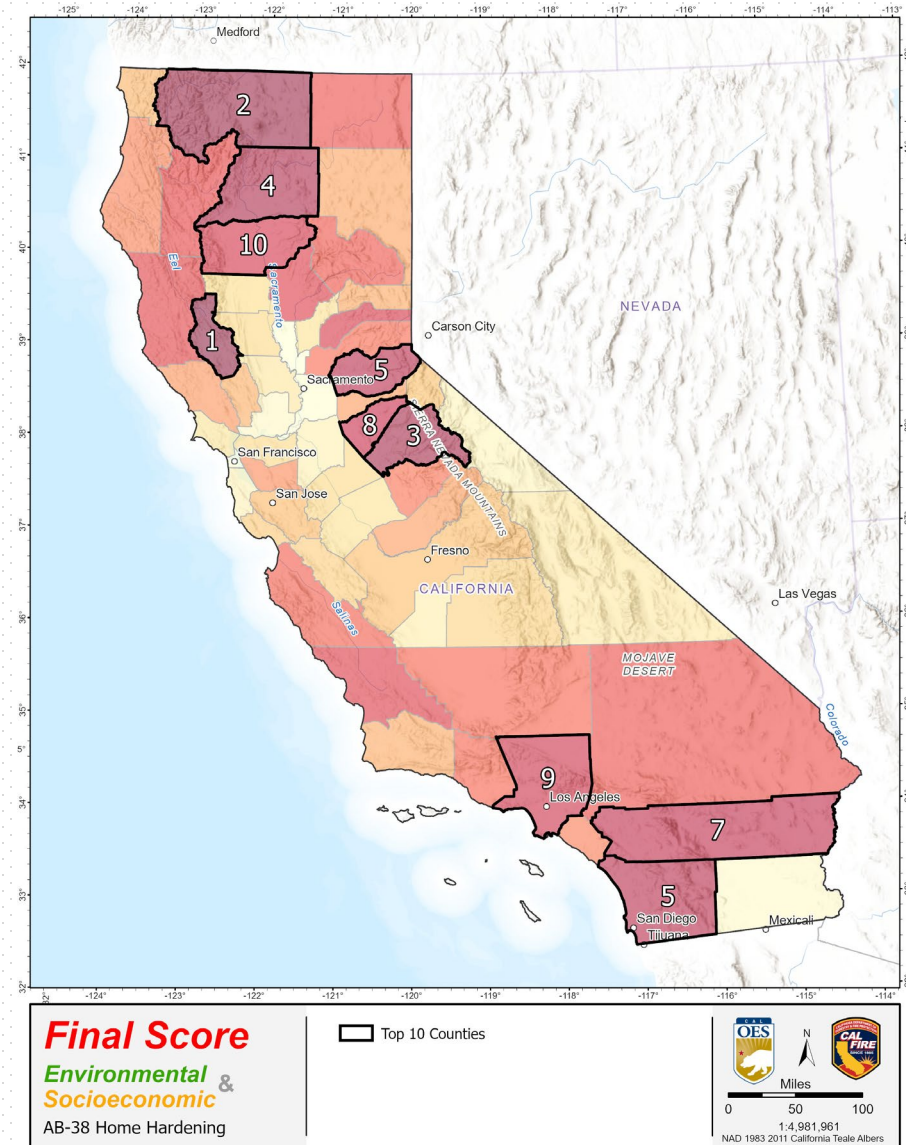 -125°
-124°
-123°
-122°
-121°
-120°
-119°
-118°
-117°
-116°
-115°
-114°
-113°
Medford
42°
2
41°
4
40°
10
Eel
Sacramento
NEVADA
39°
1
Carson City
5
Sacramento
8
3
38°
SIERRA NEVADA MOUNTAINS
San Francisco
San Jose
37°
Fresno
CALIFORNIA
Las Vegas
36°
Salinas
MOJAVE
DESERT
35°
Colorado
9
Los Angeles
34°
7
33°
5
San Diego
Tijuana
Mexicali
32°
-124°
-123°
-122°
-121°
-120°
-119°
-118°
-117°
-116°
-115°
-114°
Final Score
Environmental
&
Socioeconomic
AB-38 Home Hardening
Top 10 Counties
CAL
OES
N
CAL
FIRE
SINCE 1885
Miles
0 50 100
1:4,981,961
NAD 1983 2011 California Teale Albers